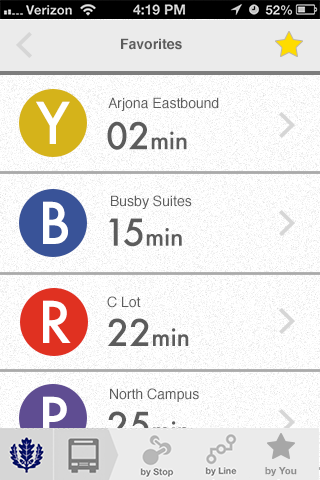 Verizon 4:19 PM 52%
Favorites
Y
Arjona Eastbound
02min
B
Busby Suites
15min
R
C Lot
22min
P
North Campus
25min
by Stop by Line by You